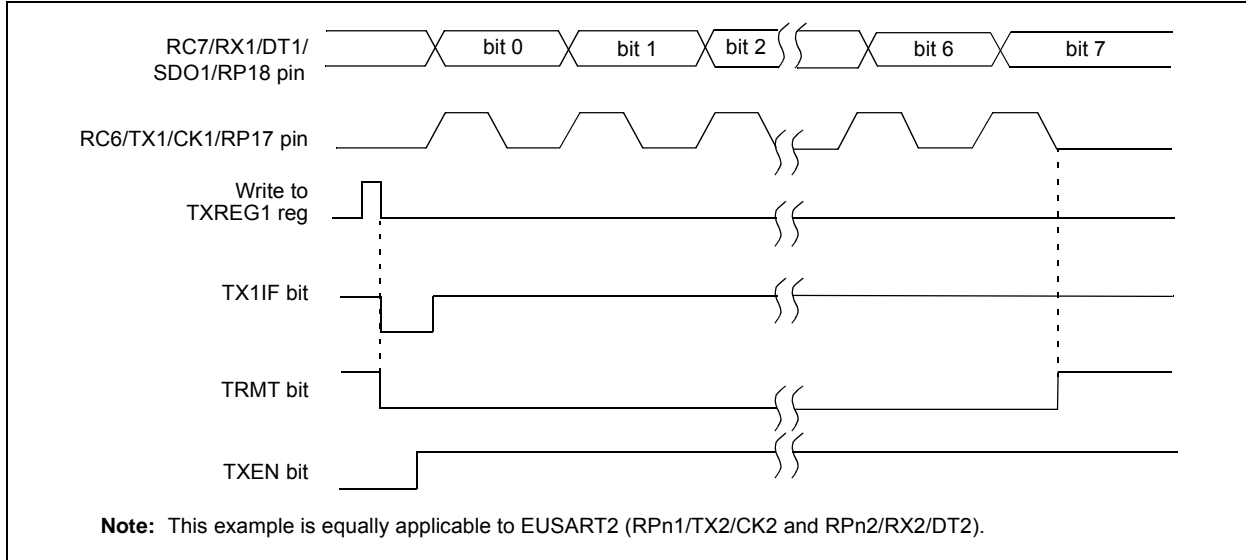 RC7/RX1/DT1/
SDO1/RP18 pin
bit 0 bit 1 bit 2 bit 6 bit 7
RC6/TX1/CK1/RP17 pin
Write to
TXREG1 reg
TX1IF bit
TRMT bit
TXEN bit
Note: This example is equally applicable to EUSART2 (RPn1/TX2/CK2 and RPn2/RX2/DT2).